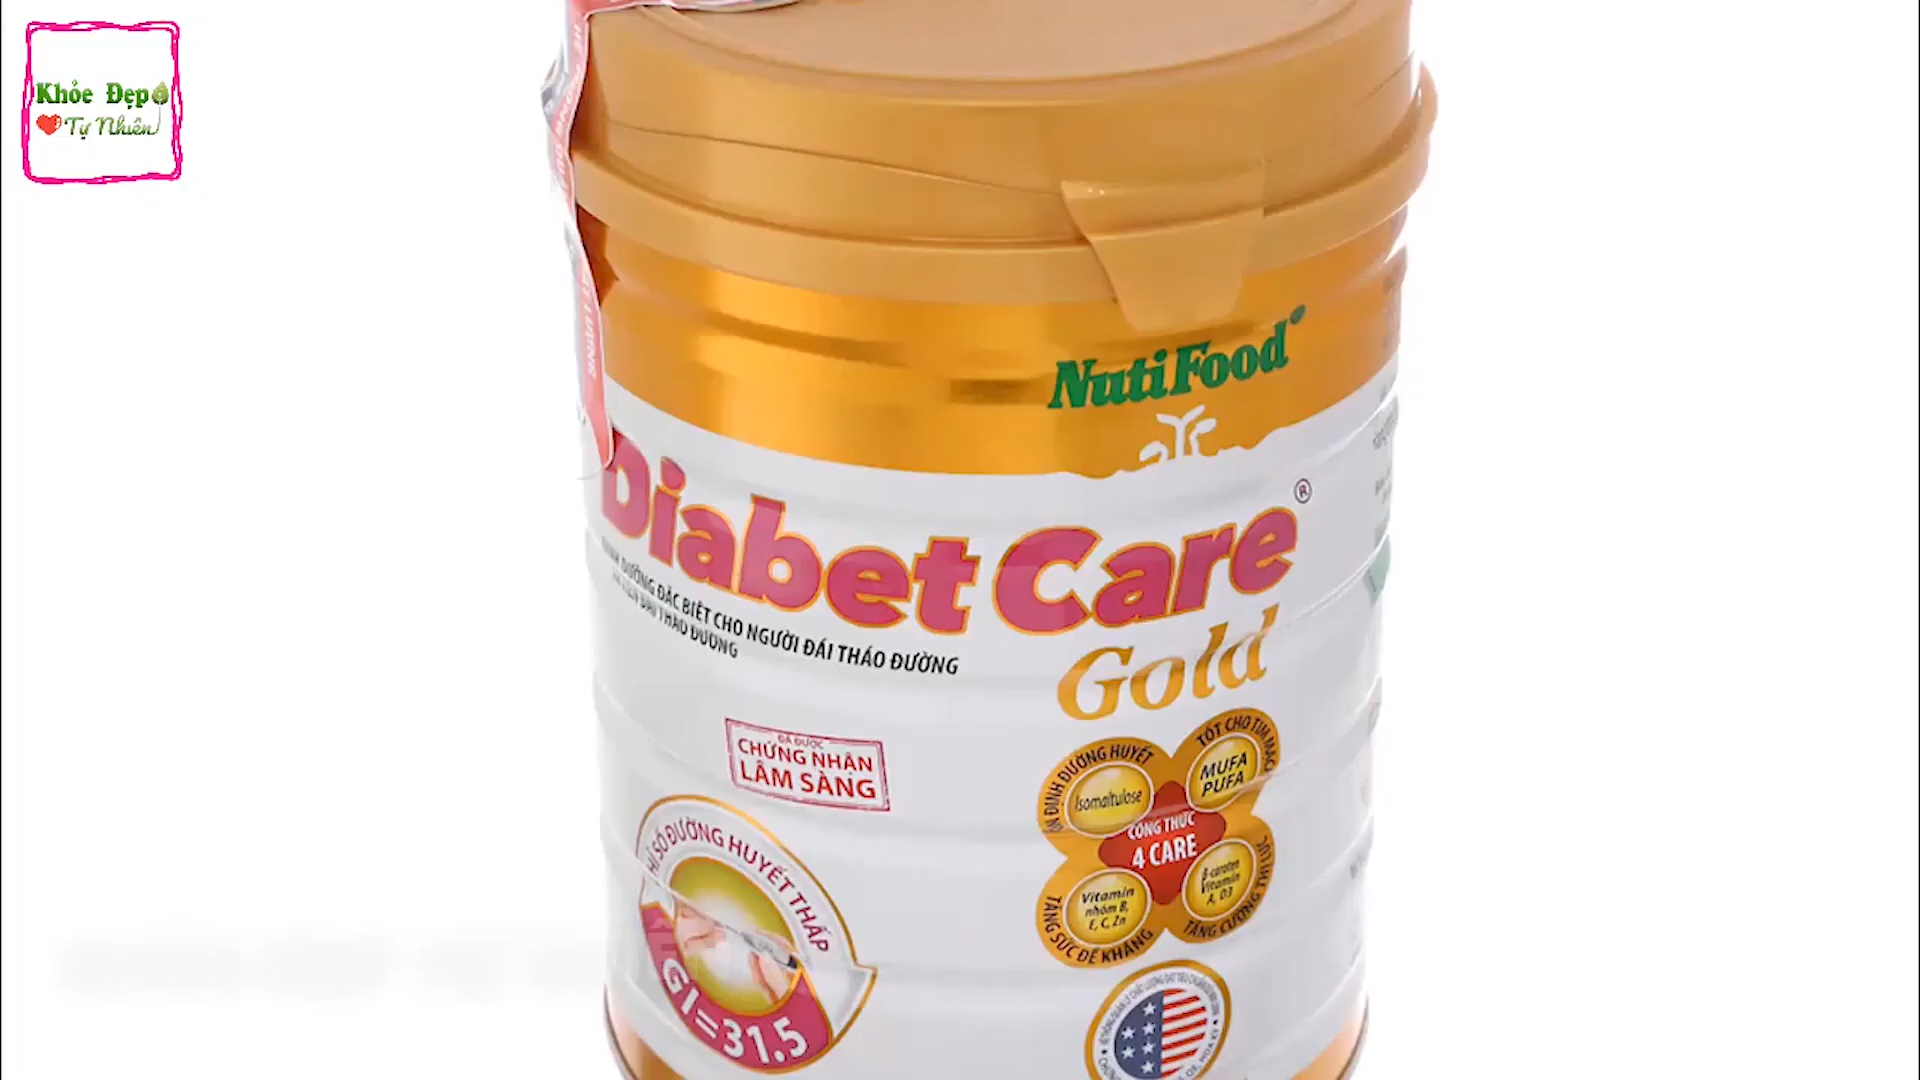 Khỏe Đẹp
Tự Nhiên
NutiFood®
Diabet Care®
Gold
DƯỠNG ĐẶC BIỆT CHO NGƯỜI ĐÁI THÁO ĐƯỜNG
ĐÃ ĐƯỢC
CHỨNG NHẬN
LÂM SÀNG
CHỈ SỐ ĐƯỜNG HUYẾT THẤP
GI=31.5
ỔN ĐỊNH ĐƯỜNG HUYẾT
Isomaltulose
TỐT CHO TIM MẠCH
MUFA
PUFA
CÔNG THỨC
4 CARE
Vitamin
nhóm B,
E, C, Zn
TĂNG SỨC ĐỀ KHÁNG
β-caroten
Vitamin
A, D3
TĂNG CƯỜNG THỊ LỰC